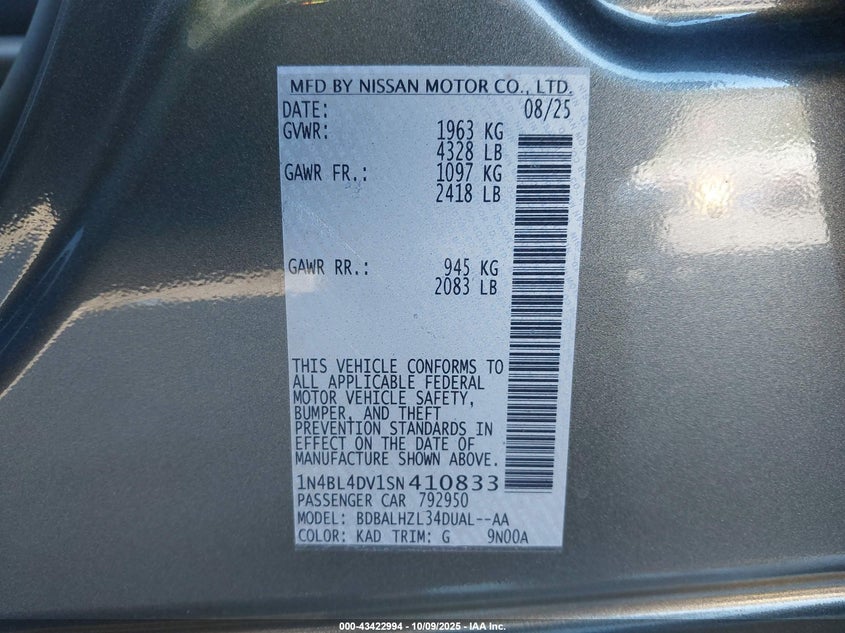 MFD BY NISSAN MOTOR CO., LTD.
DATE: 08/25
GVWR: 1963 KG
4328 LB
GAWR FR.: 1097 KG
2418 LB
GAWR RR.: 945 KG
2083 LB
THIS VEHICLE CONFORMS TO
ALL APPLICABLE FEDERAL
MOTOR VEHICLE SAFETY,
BUMPER, AND THEFT
PREVENTION STANDARDS IN
EFFECT ON THE DATE OF
MANUFACTURE SHOWN ABOVE.
1N4BL4DV1SN410833
PASSENGER CAR 792950
MODEL: BDBALHZL34DUAL--AA
COLOR: KAD TRIM: G 9N00A
000-43422994 - 10/09/2025 - IAA Inc.